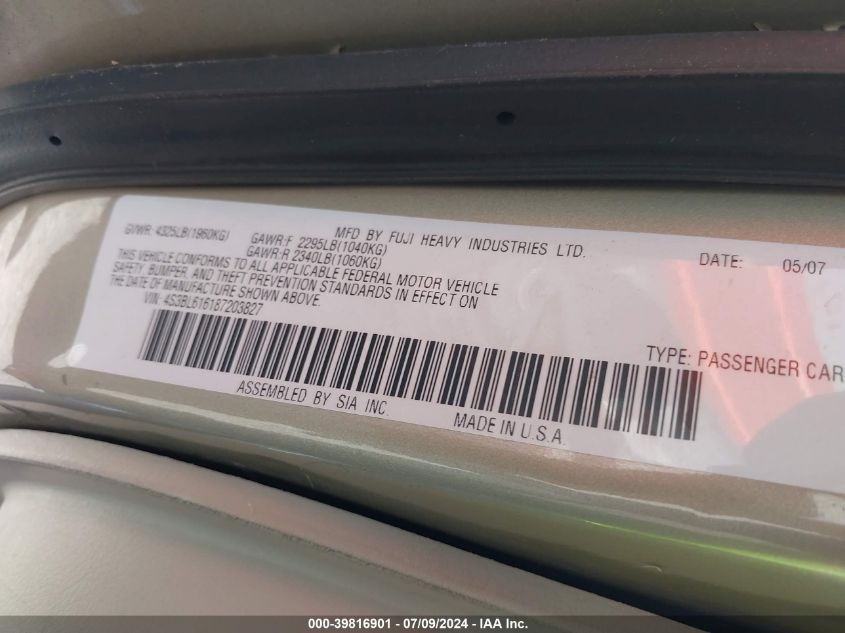 MFD BY FUJI HEAVY INDUSTRIES LTD.
DATE: 05/07
GVWR: 4325LB(1960KG)
GAWR:F 2295LB(1040KG)
GAWR:R 2340LB(1060KG)
THIS VEHICLE CONFORMS TO ALL APPLICABLE FEDERAL MOTOR VEHICLE
SAFETY, BUMPER, AND THEFT PREVENTION STANDARDS IN EFFECT ON
THE DATE OF MANUFACTURE SHOWN ABOVE.
VIN: 4S3BL616187203827
TYPE: PASSENGER CAR
ASSEMBLED BY SIA INC.
MADE IN U.S.A.
000-39816901 - 07/09/2024 - IAA Inc.